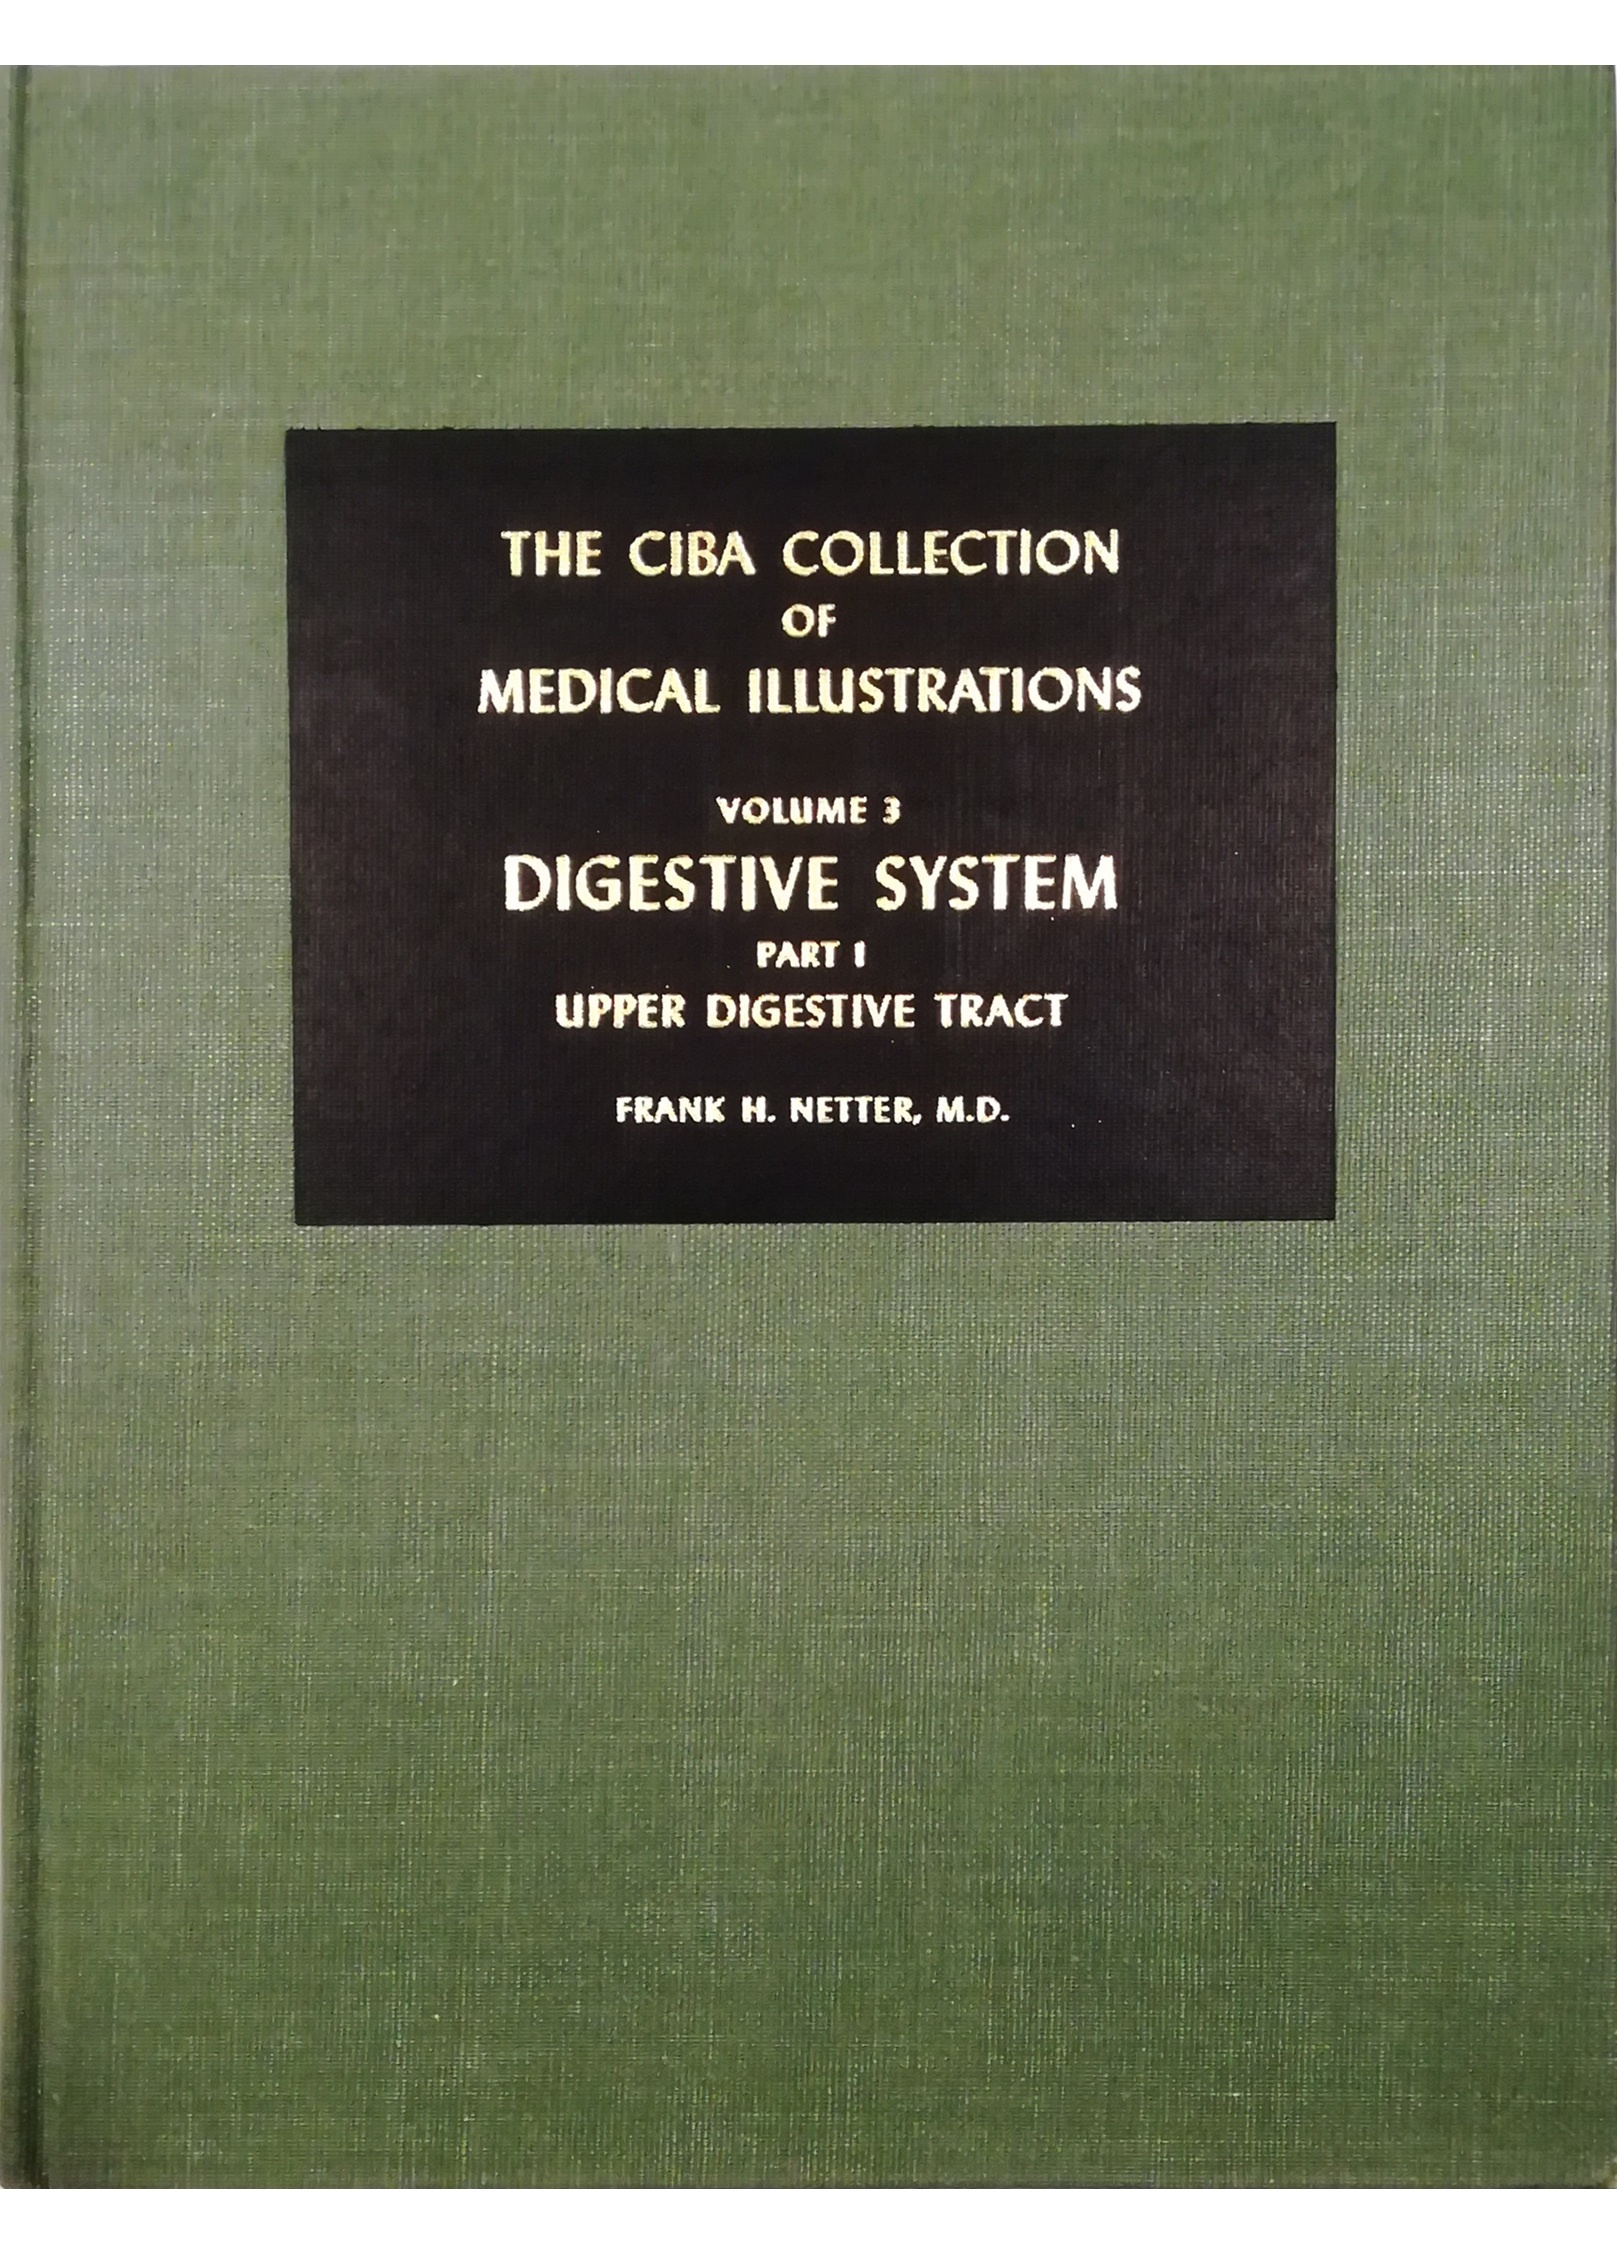 THE CIBA COLLECTION
OF
MEDICAL ILLUSTRATIONS
VOLUME 3
DIGESTIVE SYSTEM
PART I
UPPER DIGESTIVE TRACT
FRANK H. NETTER, M.D.